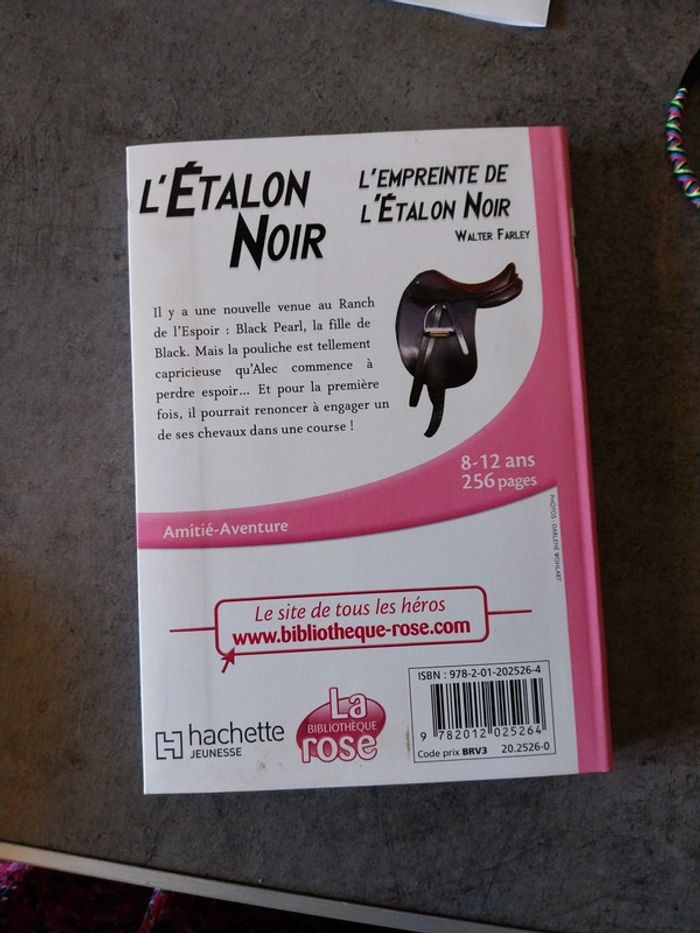 L'ÉTALON
NOIR
L'EMPREINTE DE
L'ÉTALON NOIR
WALTER FARLEY
Il y a une nouvelle venue au Ranch
de l'Espoir : Black Pearl, la fille de
Black. Mais la pouliche est tellement
capricieuse qu'Alec commence à
perdre espoir... Et pour la première
fois, il pourrait renoncer à engager un
de ses chevaux dans une course !
8-12 ans
256 pages
Amitié-Aventure
PHOTOS : DARLENE WOHLART
Le site de tous les héros
www.bibliotheque-rose.com
hachette
JEUNESSE
La
BIBLIOTHÈQUE
rose
ISBN : 978-2-01-202526-4
9 782012 025264
Code prix BRV3 20.2526-0